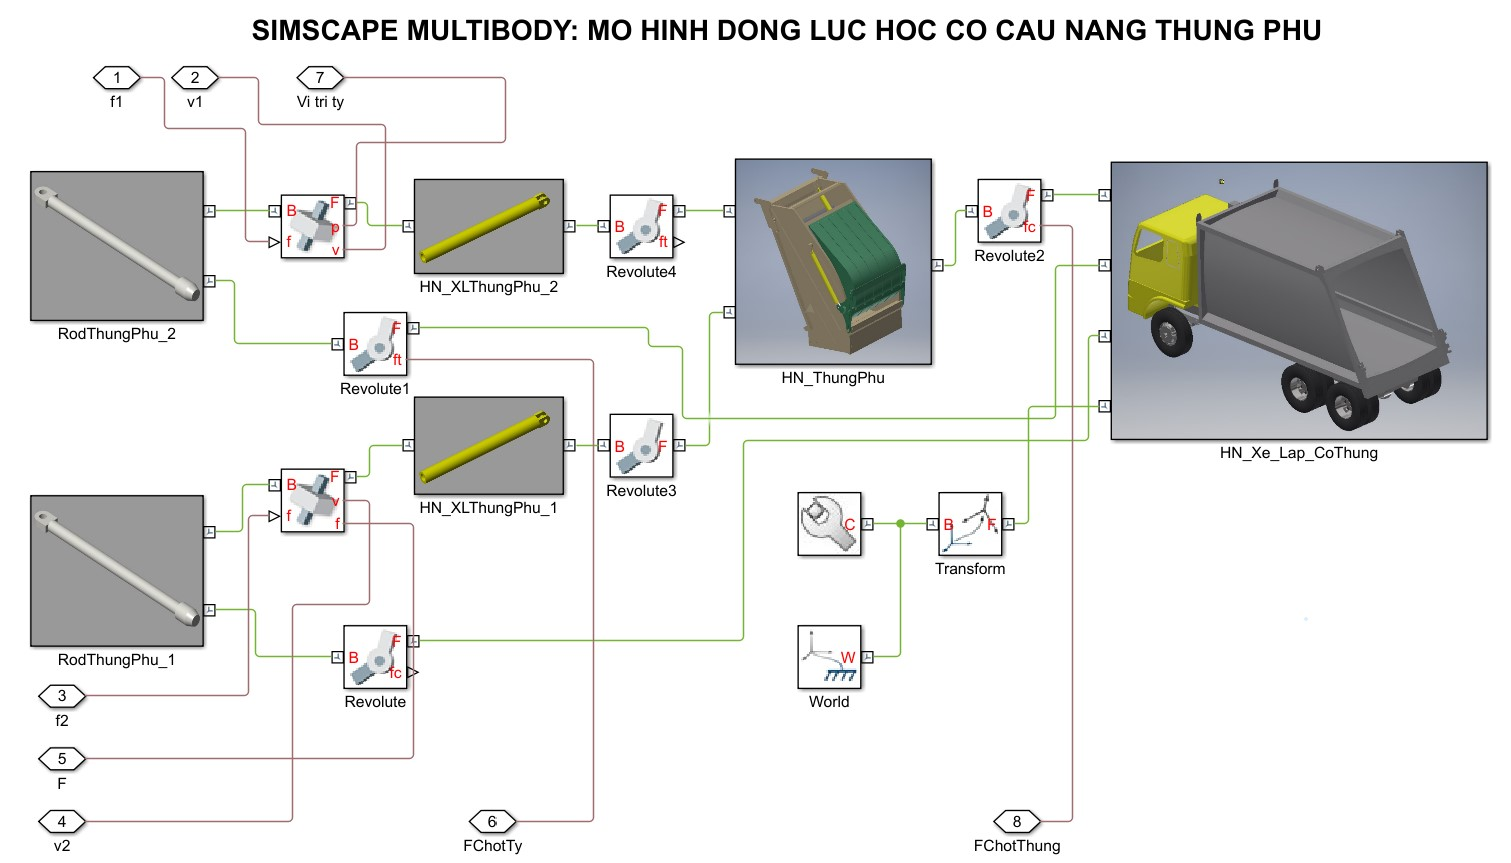 SIMSCAPE MULTIBODY: MO HINH DONG LUC HOC CO CAU NANG THUNG PHU
1
f1
2
v1
7
Vi tri ty
RodThungPhu_2
B
f
F
p
v
HN_XLThungPhu_2
B
F
ft
Revolute4
HN_ThungPhu
B
F
fc
Revolute2
HN_Xe_Lap_CoThung
B
F
ft
Revolute1
HN_XLThungPhu_1
B
F
Revolute3
RodThungPhu_1
B
f
F
v
f
C
B
F
Transform
B
F
fc
Revolute
W
World
3
f2
5
F
4
v2
6
FChotTy
8
FChotThung